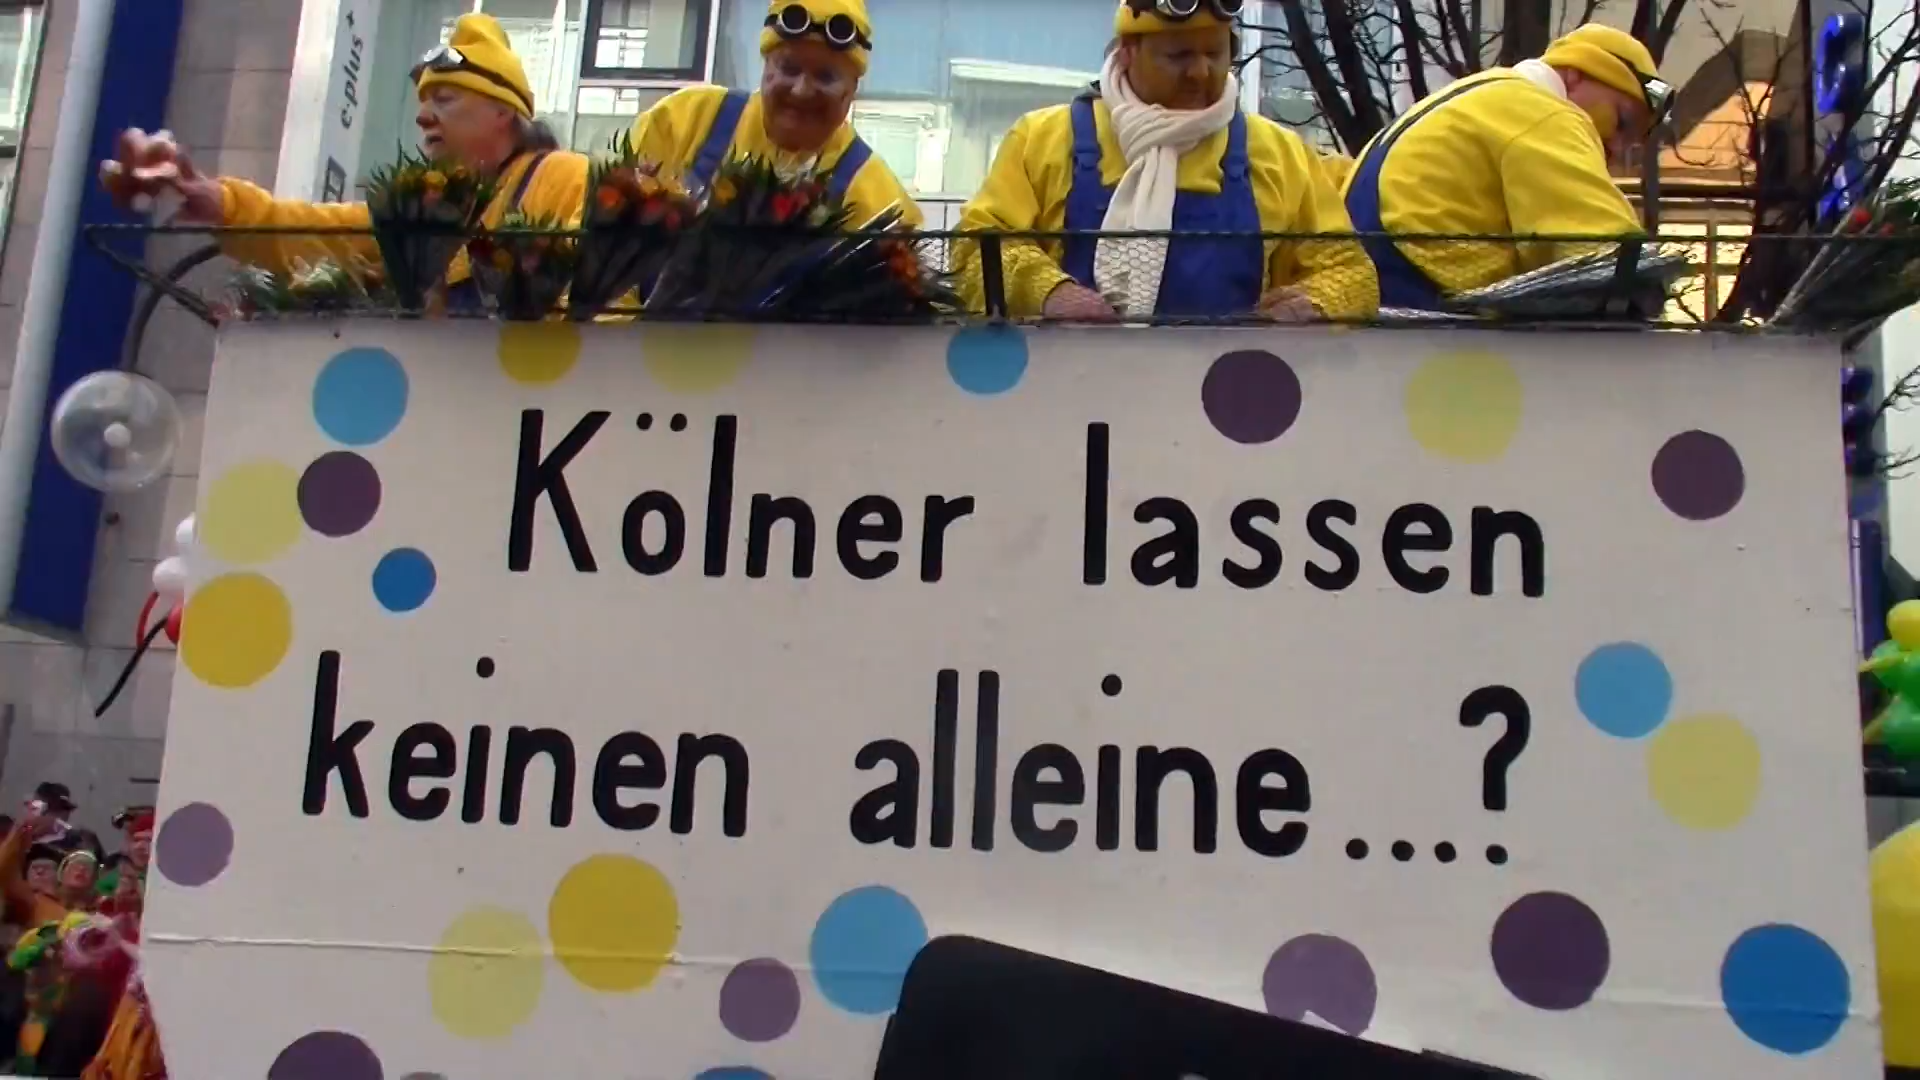 e·plus+
Kölner lassen
keinen alleine....?